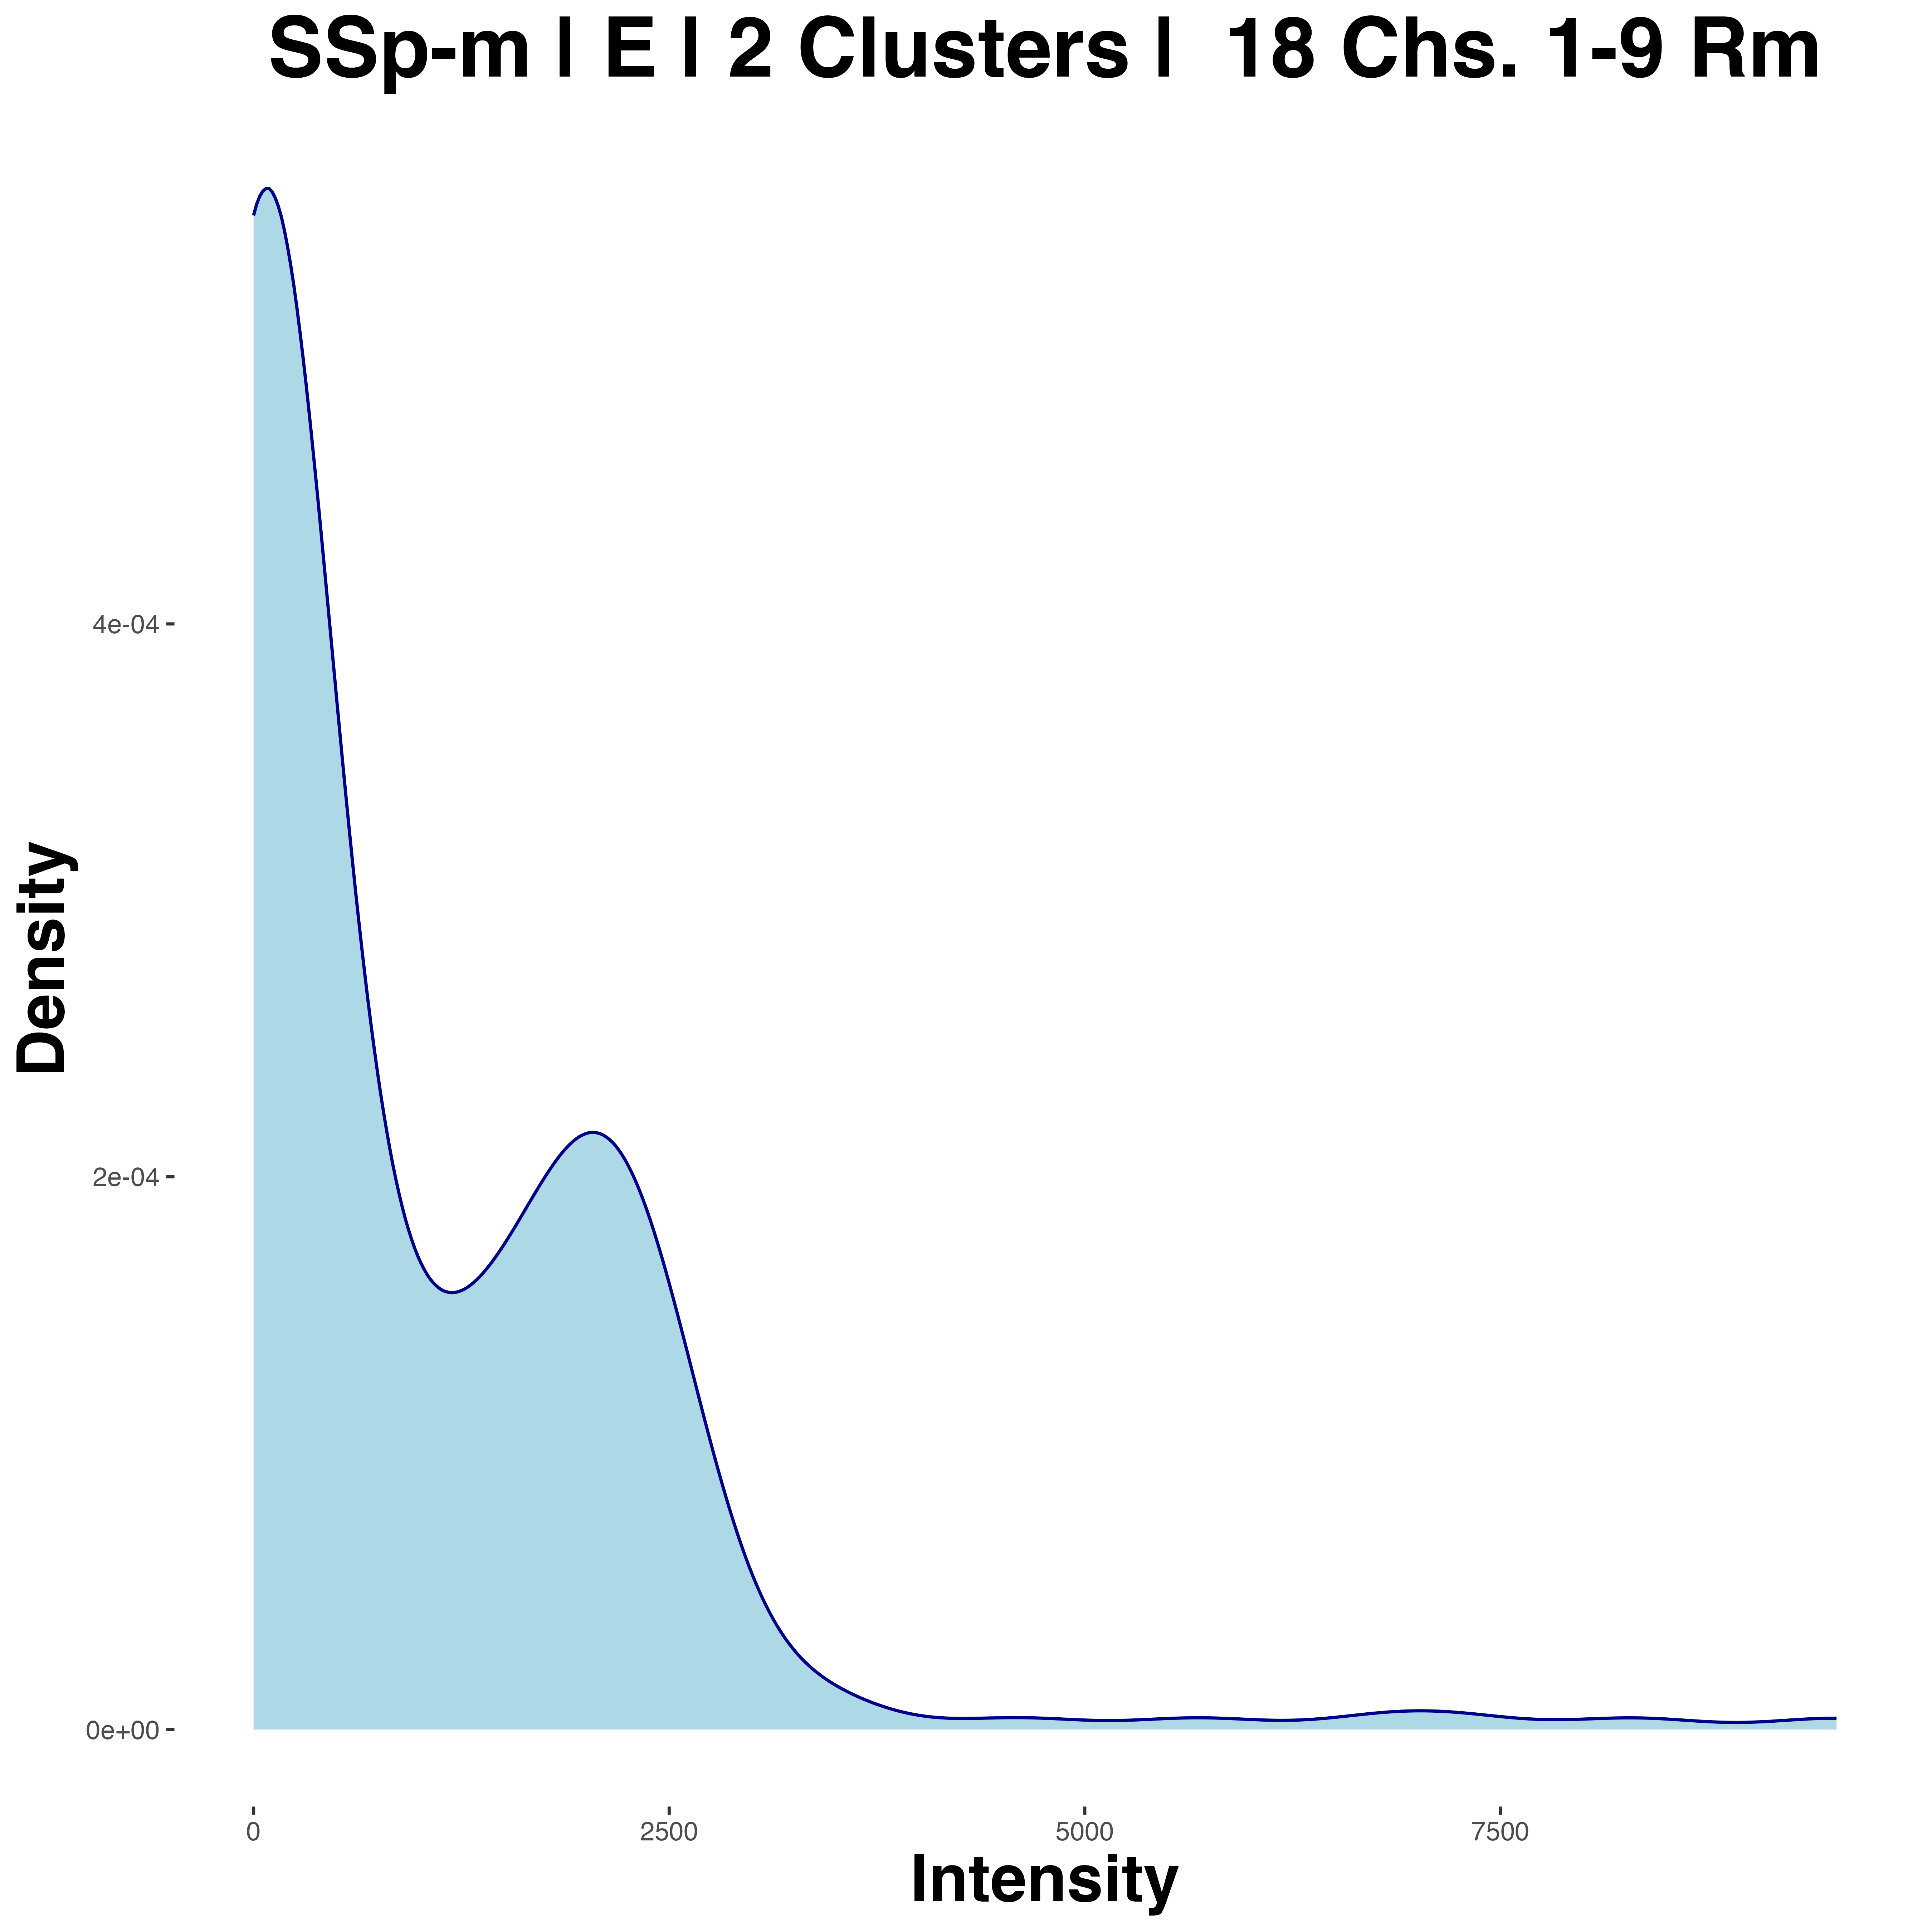 SSp-m | E | 2 Clusters | 18 Chs. 1-9 Rm
Density
4e-04
2e-04
0e+00
0 2500 5000 7500
Intensity